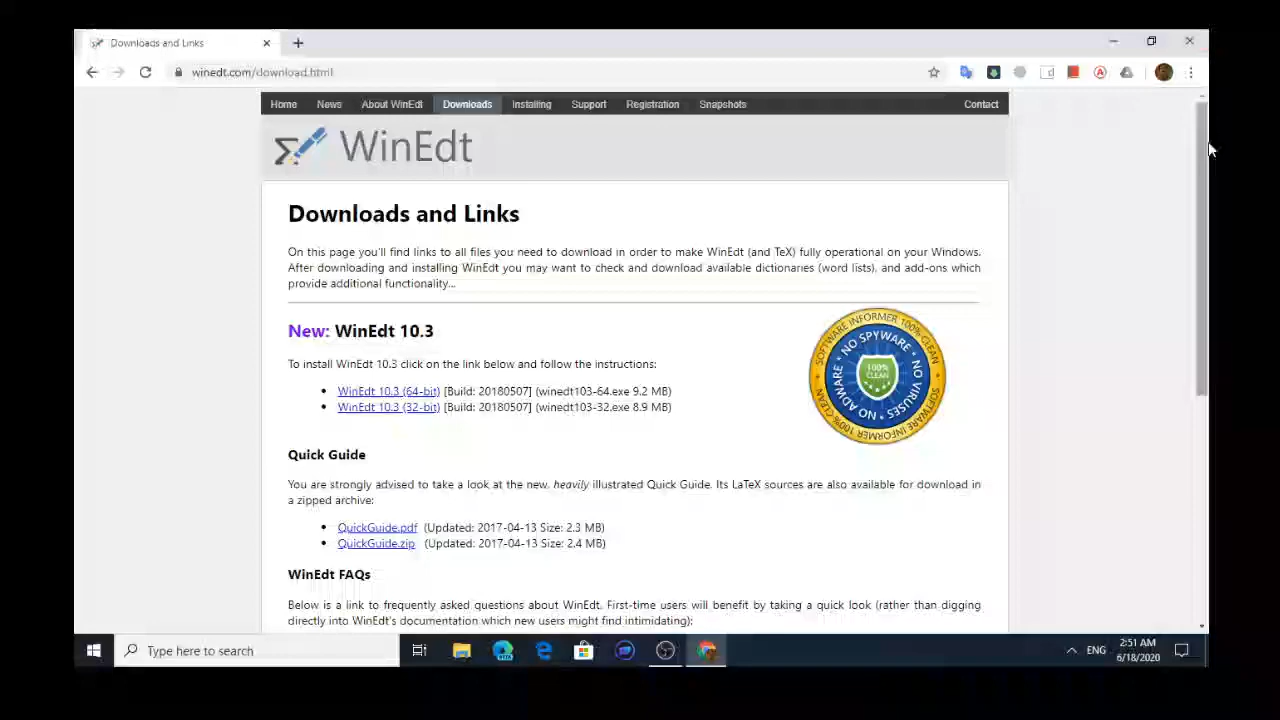 Downloads and Links
winedt.com/download.html
Home News About WinEdt Downloads Installing Support Registration Snapshots Contact
WinEdt
Downloads and Links
On this page you'll find links to all files you need to download in order to make WinEdt (and TeX) fully operational on your Windows.
After downloading and installing WinEdt you may want to check and download available dictionaries (word lists), and add-ons which
provide additional functionality...
New: WinEdt 10.3
To install WinEdt 10.3 click on the link below and follow the instructions:
• WinEdt 10.3 (64-bit) [Build: 20180507] (winedt103-64.exe 9.2 MB)
• WinEdt 10.3 (32-bit) [Build: 20180507] (winedt103-32.exe 8.9 MB)
SOFTWARE INFORMER 100% CLEAN
SOFTWARE INFORMER 100% CLEAN
NO SPYWARE • NO VIRUSES • NO ADWARE •
100%
CLEAN
Quick Guide
You are strongly advised to take a look at the new, heavily illustrated Quick Guide. Its LaTeX sources are also available for download in
a zipped archive:
• QuickGuide.pdf (Updated: 2017-04-13 Size: 2.3 MB)
• QuickGuide.zip (Updated: 2017-04-13 Size: 2.4 MB)
WinEdt FAQs
Below is a link to frequently asked questions about WinEdt. First-time users will benefit by taking a quick look (rather than digging
directly into WinEdt's documentation which new users might find intimidating):
Type here to search
ENG
2:51 AM
6/18/2020